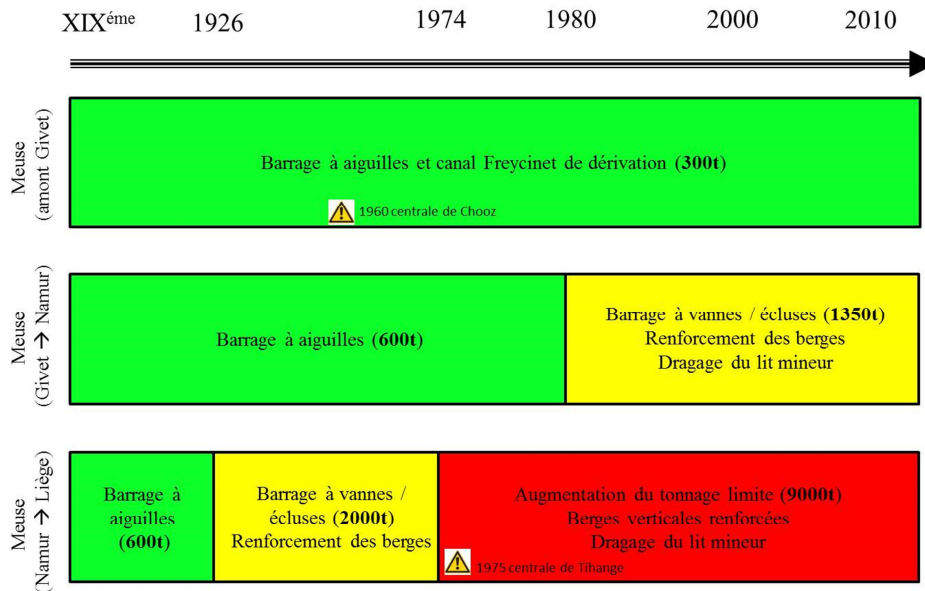 XIXéme 1926 1974 1980 2000 2010
Meuse
(amont Givet)
Barrage à aiguilles et canal Freycinet de dérivation (300t)
1960 centrale de Chooz
Meuse
(Givet → Namur)
Barrage à aiguilles (600t)
Barrage à vannes / écluses (1350t)
Renforcement des berges
Dragage du lit mineur
Meuse
(Namur → Liège)
Barrage à
aiguilles
(600t)
Barrage à vannes /
écluses (2000t)
Renforcement des berges
Augmentation du tonnage limite (9000t)
Berges verticales renforcées
Dragage du lit mineur
1975 centrale de Tihange